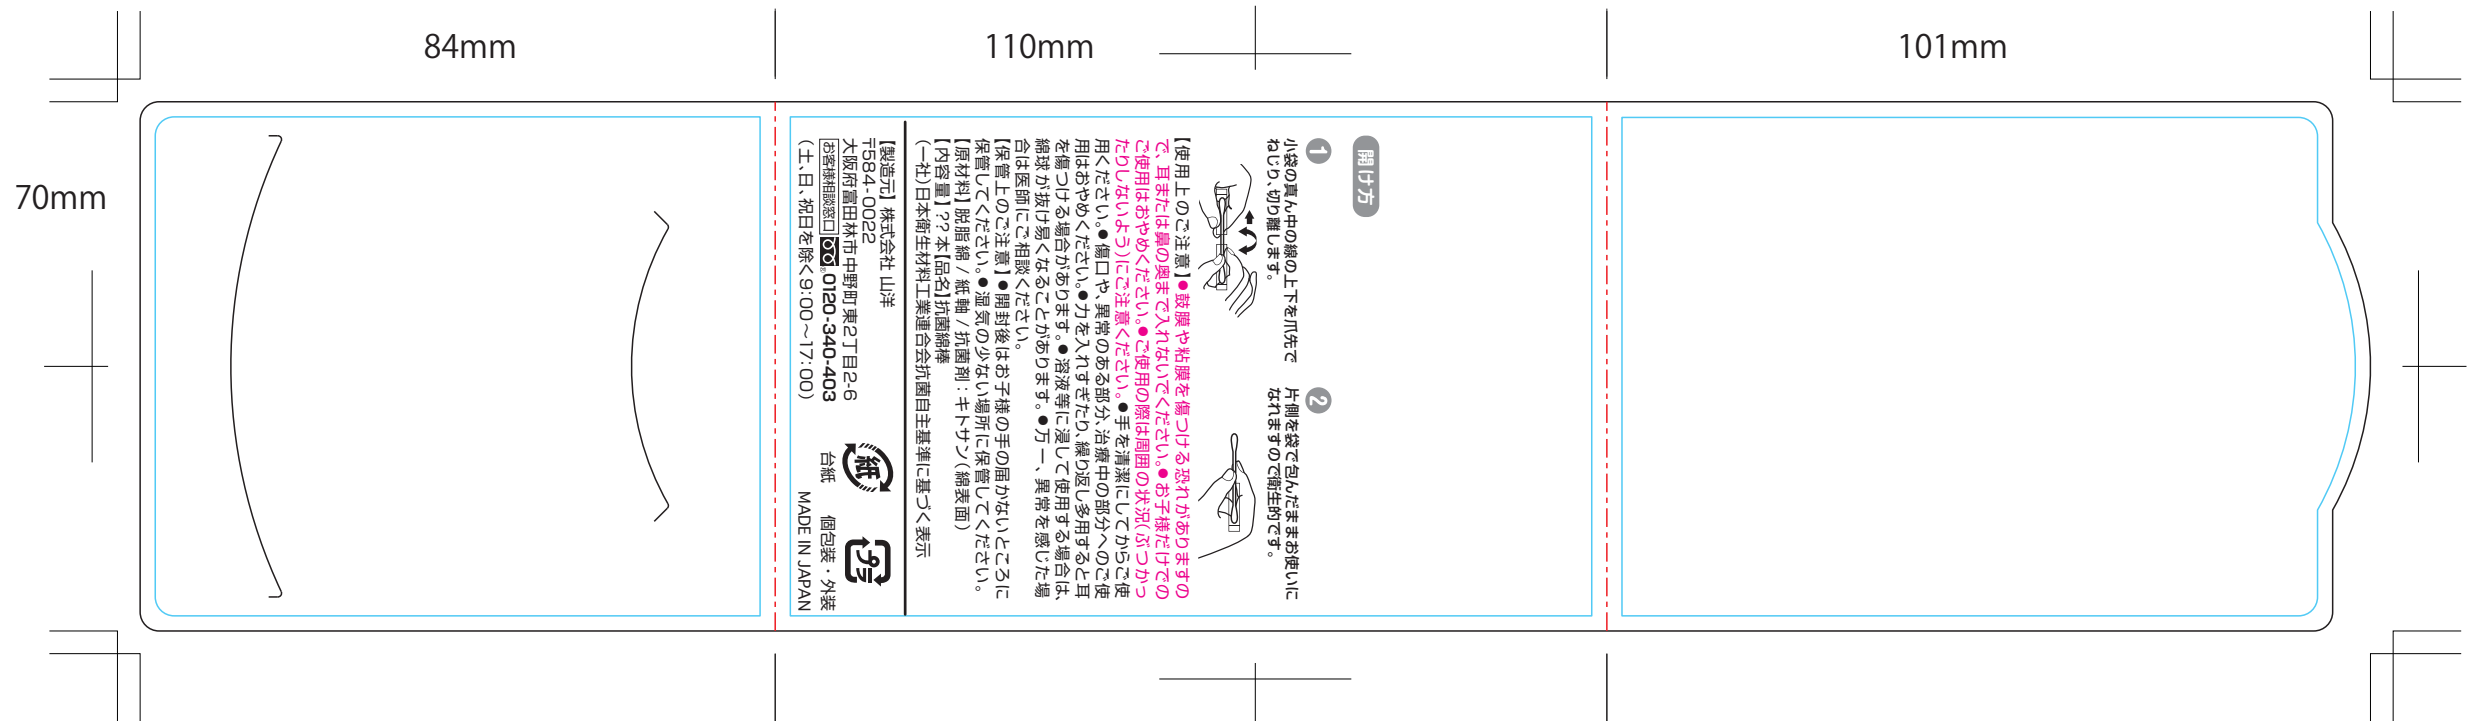 84mm
110mm
101mm
70mm
開け方
1
小袋の真ん中の線の上下を爪先で
ねじり、切り離します。
2
片側を袋で包んだままお使いに
なれますので衛生的です。
【使用上のご注意】●鼓膜や粘膜を傷つける恐れがありますの
で、耳または鼻の奥まで入れないでください。●お子様だけでの
ご使用はおやめください。●ご使用の際は周囲の状況(ぶつかっ
たりしないように)にご注意ください。●手を清潔にしてからご使
用ください。●傷口や、異常のある部分、治療中の部分へのご使
用はおやめください。●力を入れすぎたり、繰り返し多用すると耳
を傷つける場合があります。●溶液等に浸して使用する場合は、
綿球が抜け易くなることがあります。●万一、異常を感じた場
合は医師にご相談ください。
【保管上のご注意】●開封後はお子様の手の届かないところに
保管してください。●湿気の少ない場所に保管してください。
【原材料】脱脂綿/紙軸/抗菌剤:キトサン(綿表面)
【内容量】??本【品名】抗菌綿棒
(一社)日本衛生材料工業連合会抗菌自主基準に基づく表示
【製造元】株式会社 山洋
〒584-0022
大阪府富田林市中野町東2丁目2-6
お客様相談窓口 ® 0120-340-403
(土、日、祝日を除く9:00~17:00)
紙
台紙
プラ
個包装・外装
MADE IN JAPAN